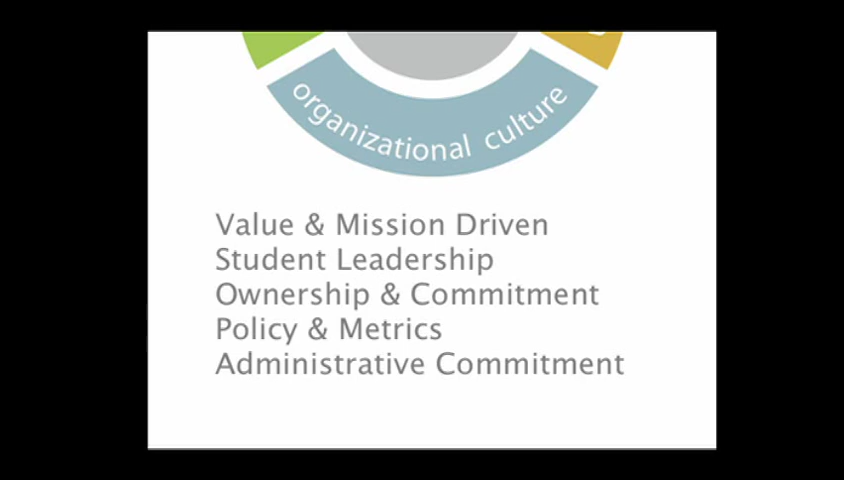 organizational culture
Value & Mission Driven
Student Leadership
Ownership & Commitment
Policy & Metrics
Administrative Commitment